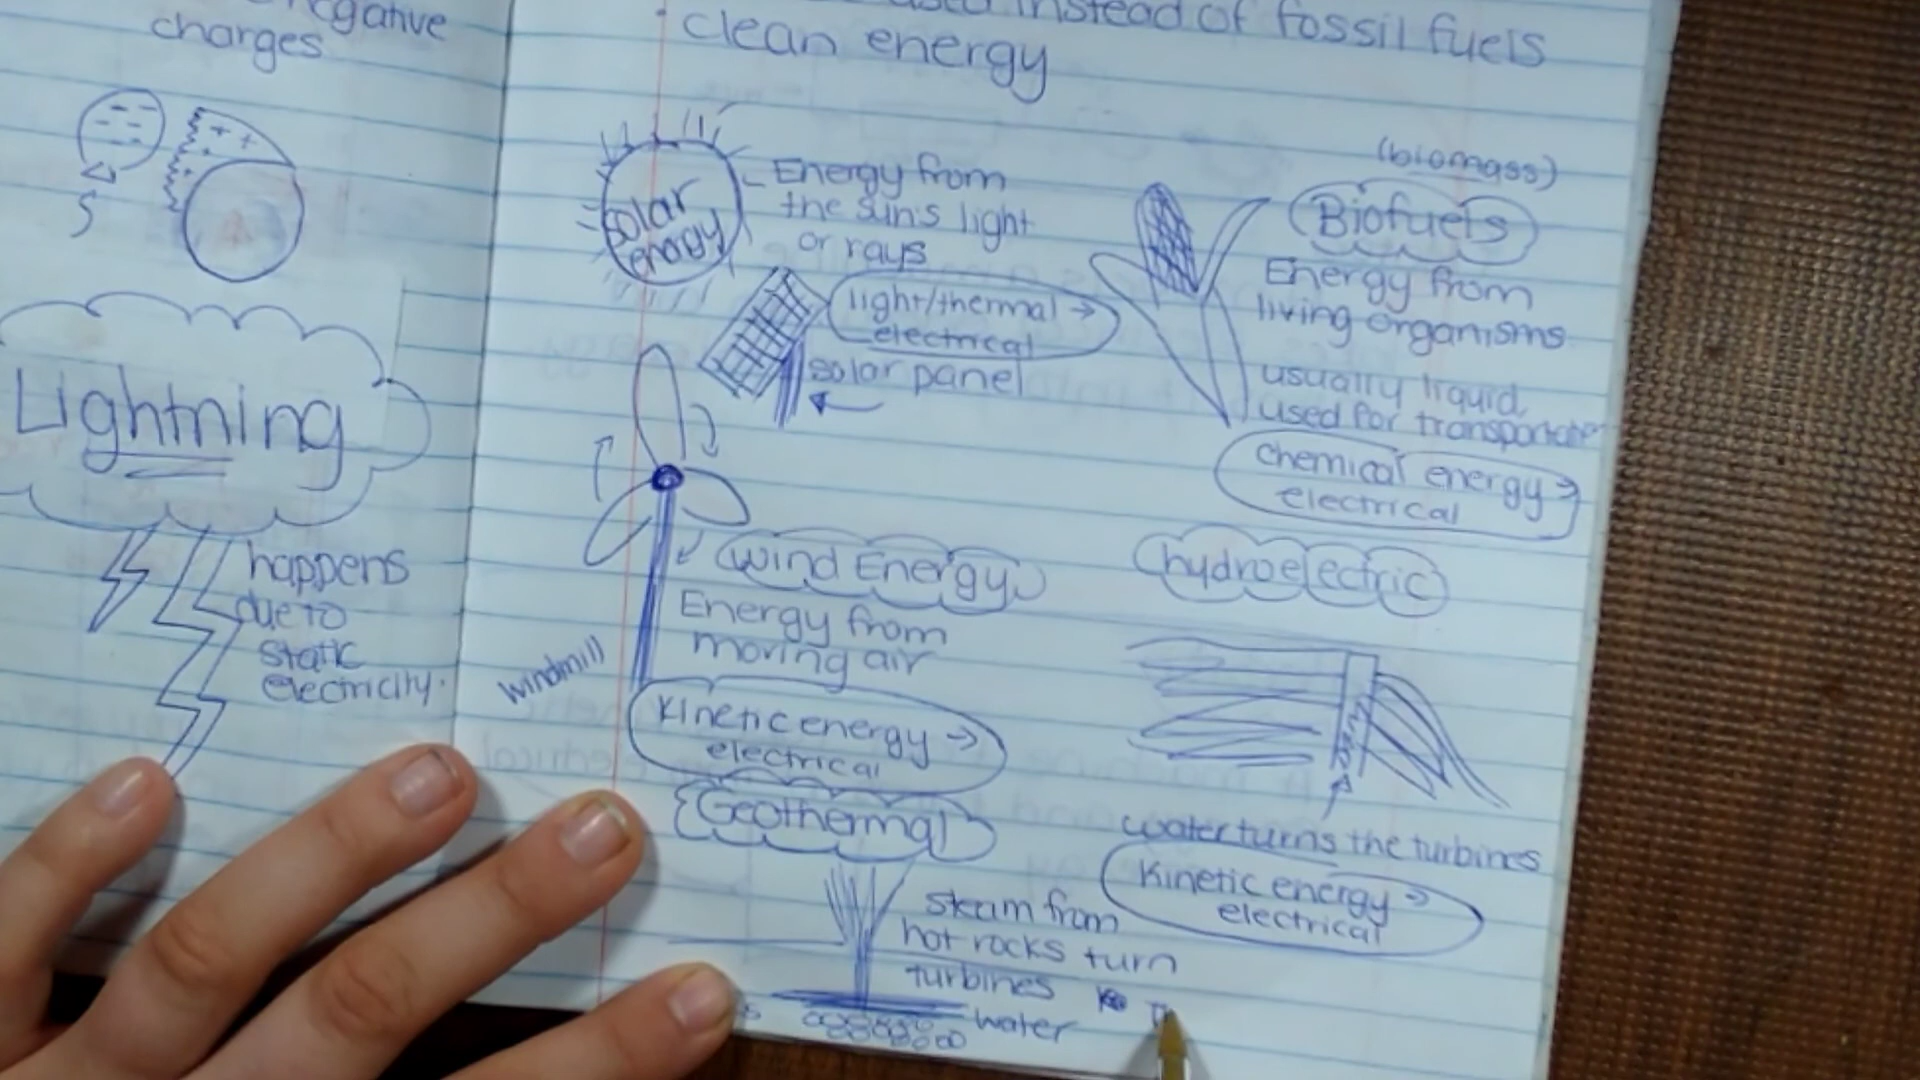 negative
charges
instead of fossil fuels
clean energy
Lightning
happens
due to
static
electricity.
solar
energy
Energy from
the sun's light
or rays
light/thermal →
electrical
solar panel
Wind Energy
Energy from
moving air
windmill
Kinetic energy →
electrical
Geothermal
steam from
hot rocks turn
turbines
water
(biomass)
Biofuels
Energy from
living organisms
usually liquid,
used for
chemical energy →
electrical
hydroelectric
water turns the turbines
Kinetic energy →
electrical